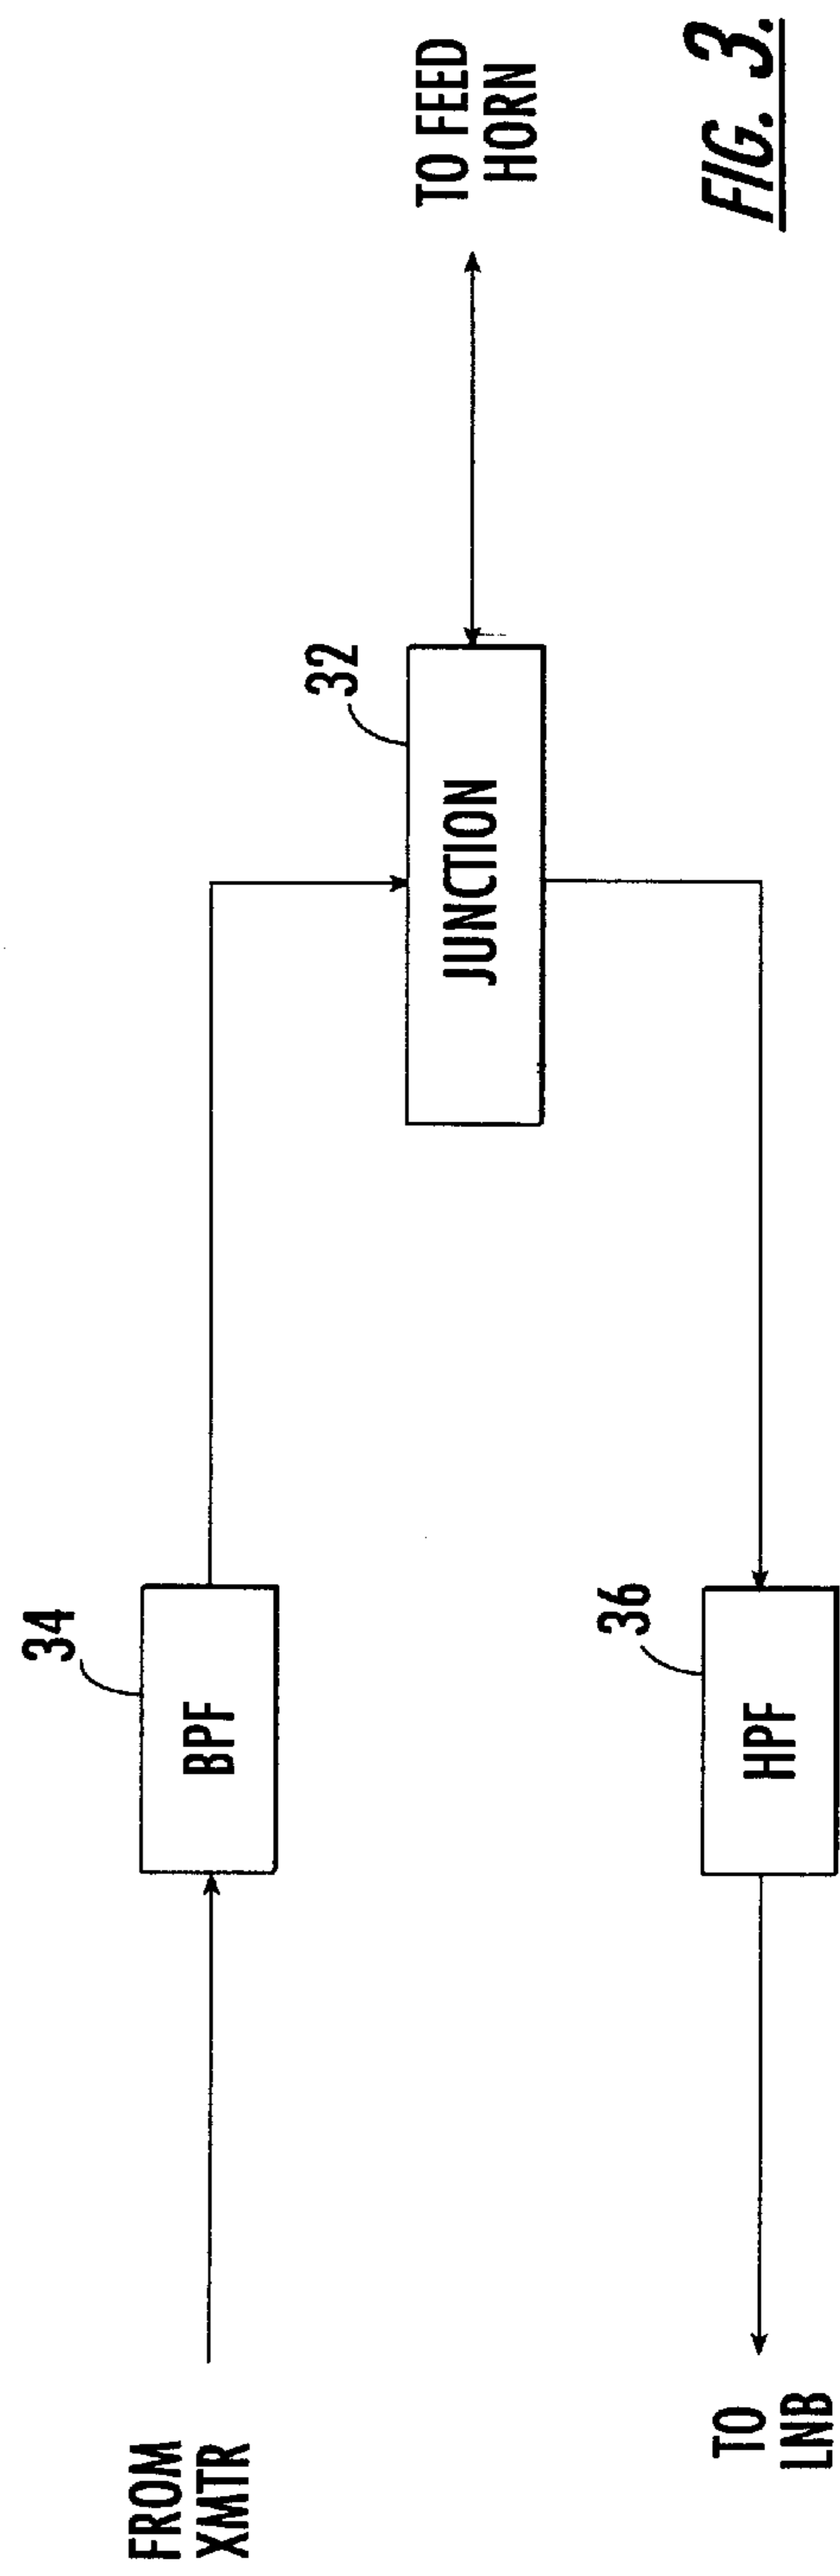 34
FROM
XMTR
BPF
32
JUNCTION
TO FEED
HORN
36
TO
LNB
HPF
FIG. 3.